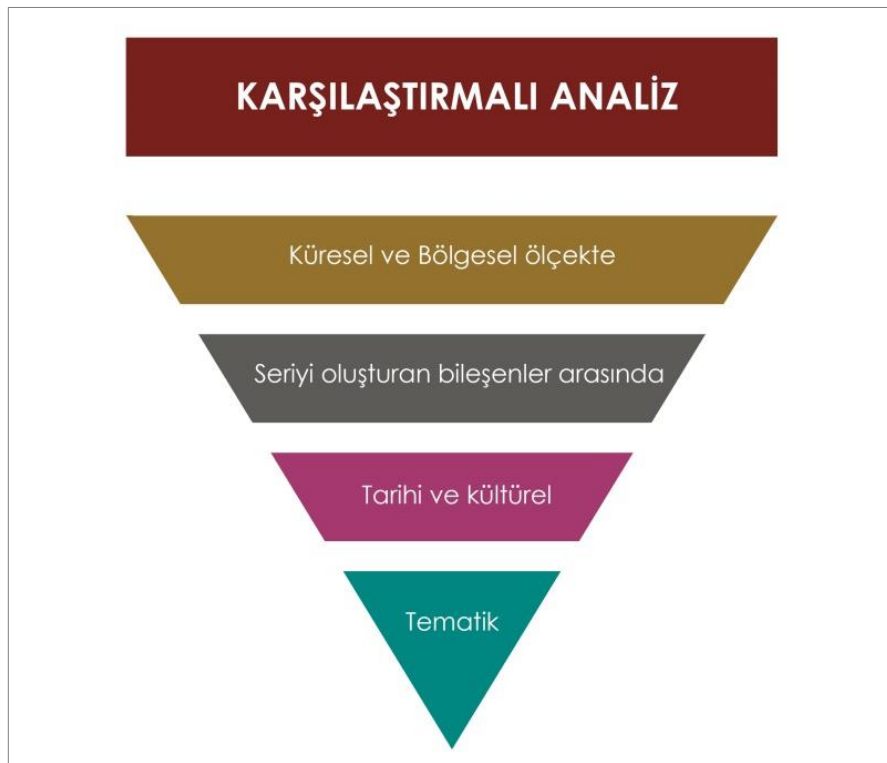 KARŞILAŞTIRMALI ANALİZ
Küresel ve Bölgesel ölçekte
Seriyi oluşturan bileşenler arasında
Tarihi ve kültürel
Tematik